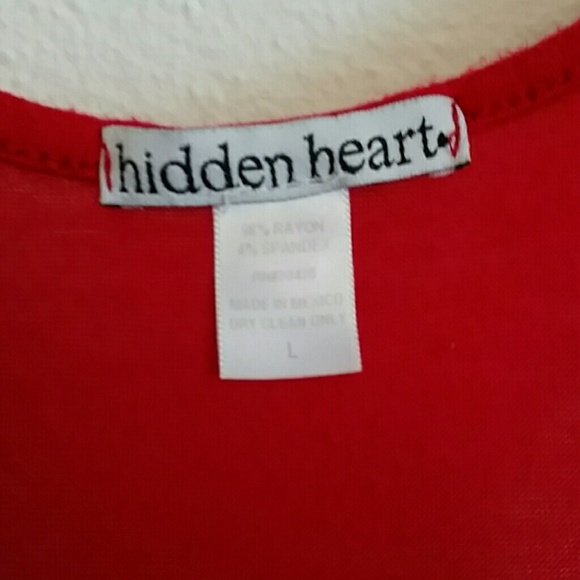 hidden heart
96% RAYON
4% SPANDEX
MADE IN MEXICO
DRY CLEAN ONLY
L